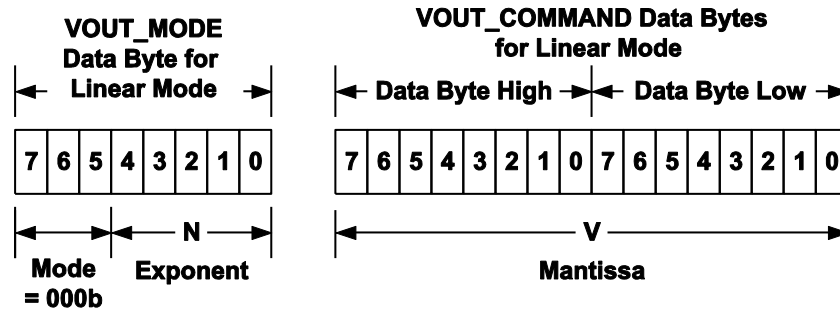 VOUT_MODE
Data Byte for
Linear Mode
VOUT_COMMAND Data Bytes
for Linear Mode
Data Byte High
Data Byte Low
7 6 5 4 3 2 1 0
7 6 5 4 3 2 1 0 7 6 5 4 3 2 1 0
N
V
Mode
= 000b
Exponent
Mantissa